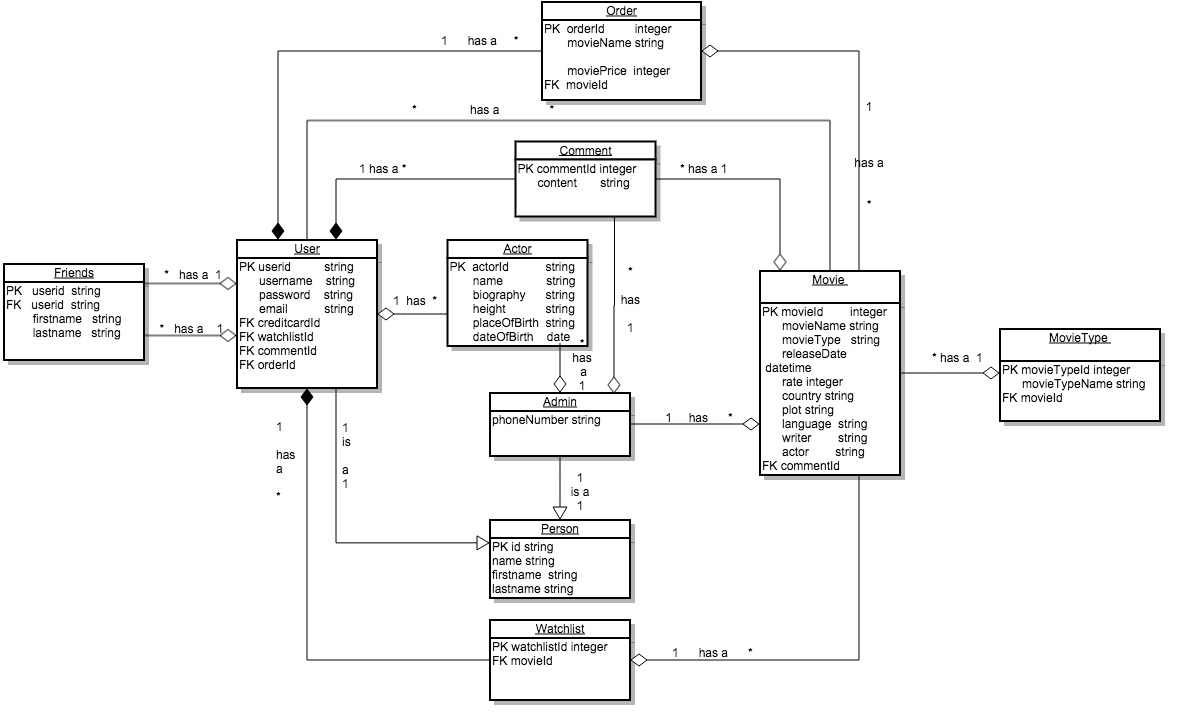 Order
PK orderId integer
movieName string
moviePrice integer
FK movieId
1 has a *
1
has a
*
* has a *
Comment
PK commentId integer
content string
1 has a *
* has a 1
User
PK userid string
username string
password string
email string
FK creditcardId
FK watchlistId
FK commentId
FK orderId
Actor
PK actorId string
name string
biography string
height string
placeOfBirth string
dateOfBirth date
Friends
PK userid string
FK userid string
firstname string
lastname string
* has a 1
* has a 1
1 has *
*
has
1
*
has
a
1
Movie
PK movieId integer
movieName string
movieType string
releaseDate
datetime
rate integer
country string
plot string
language string
writer string
actor string
FK commentId
MovieType
PK movieTypeId integer
movieTypeName string
FK movieId
* has a 1
Admin
phoneNumber string
1 has *
1
has
a
*
1
is
a
1
1
is a
1
Person
PK id string
name string
firstname string
lastname string
Watchlist
PK watchlistId integer
FK movieId
1 has a *